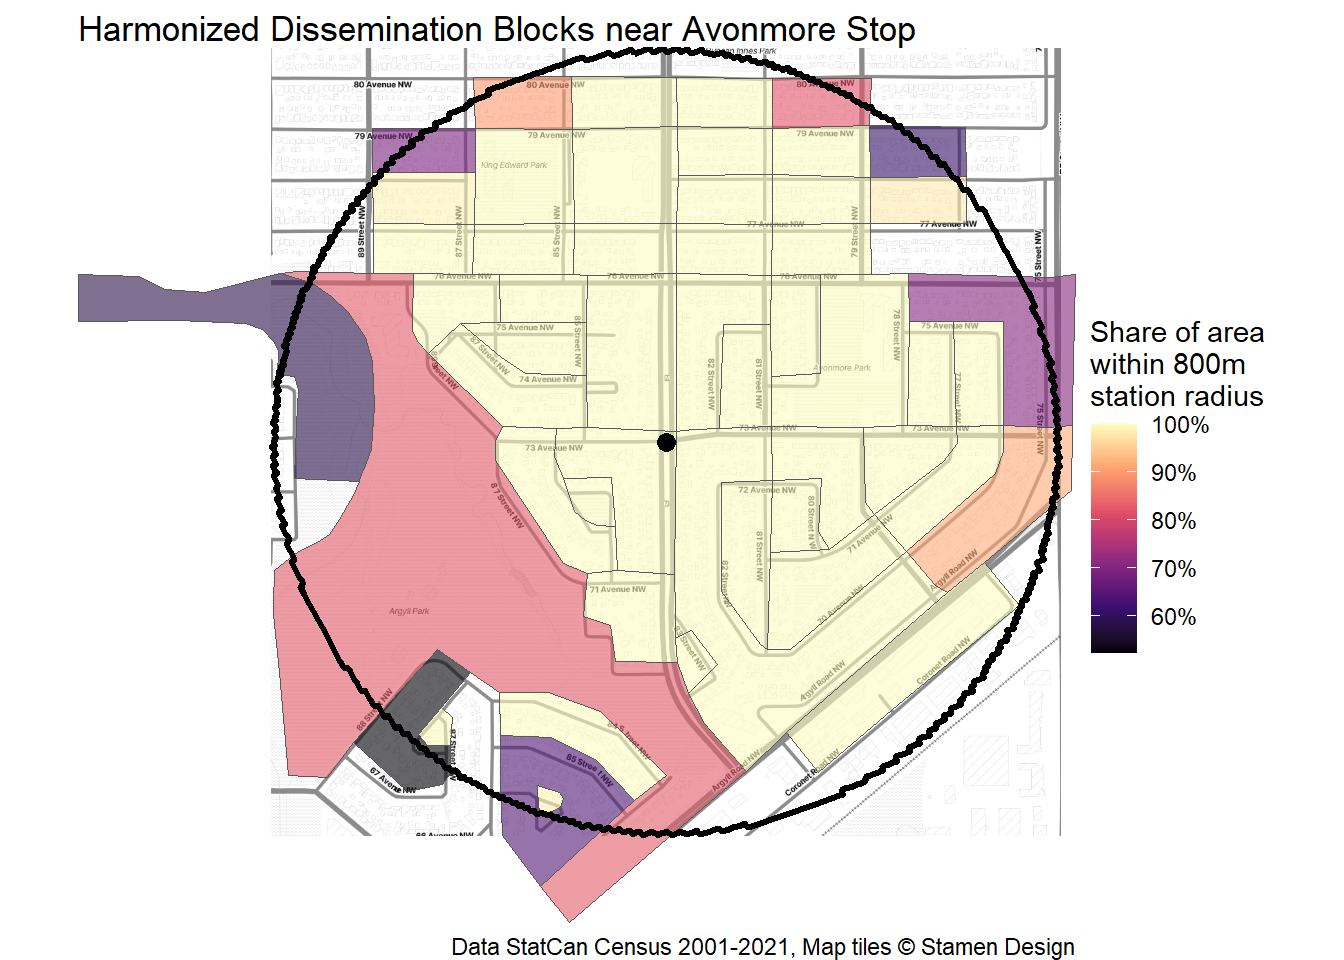 Harmonized Dissemination Blocks near Avonmore Stop
80 Avenue NW
80 Avenue NW
80 Avenue NW
79 Avenue NW
79 Avenue NW
79 Avenue NW
King Edward Park
89 Street NW
87 Street NW
85 Street NW
77 Avenue NW
79 Street NW
77 Avenue NW
75 Street NW
76 Avenue NW
76 Avenue NW
76 Avenue NW
75 Avenue NW
85 Street NW
78 Street NW
75 Avenue NW
87 Street NW
74 Avenue NW
82 Street NW
81 Street NW
Avonmore Park
77 Street NW
75 Street NW
73 Avenue NW
73 Avenue NW
73 Avenue NW
87 Street NW
72 Avenue NW
80 Street NW
81 Street NW
71 Avenue NW
82 Street NW
71 Avenue NW
Argyll Road NW
70 Avenue NW
Argyll Park
83 Street NW
Argyll Road NW
Coronet Road NW
88 Street NW
84 Street NW
85 Street NW
67 Avenue NW
Argyll Road NW
Coronet Road NW
66 Avenue NW
Share of area
within 800m
station radius
100%
90%
80%
70%
60%
Data StatCan Census 2001-2021, Map tiles © Stamen Design